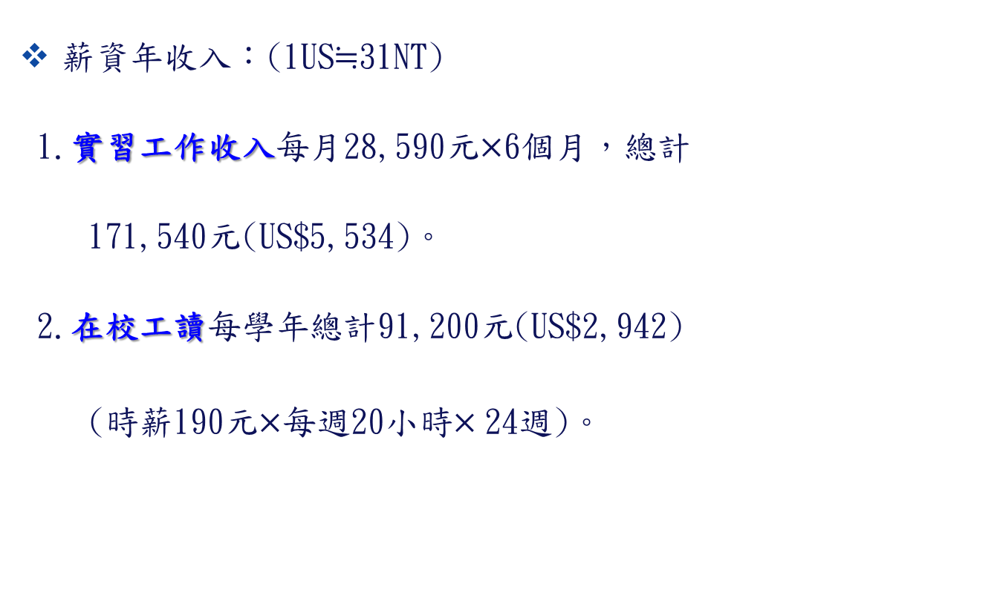 ❖ 薪資年收入：(1US≒31NT)
1.實習工作收入每月28,590元×6個月，總計
171,540元(US$5,534)。
2.在校工讀每學年總計91,200元(US$2,942)
(時薪190元×每週20小時× 24週)。